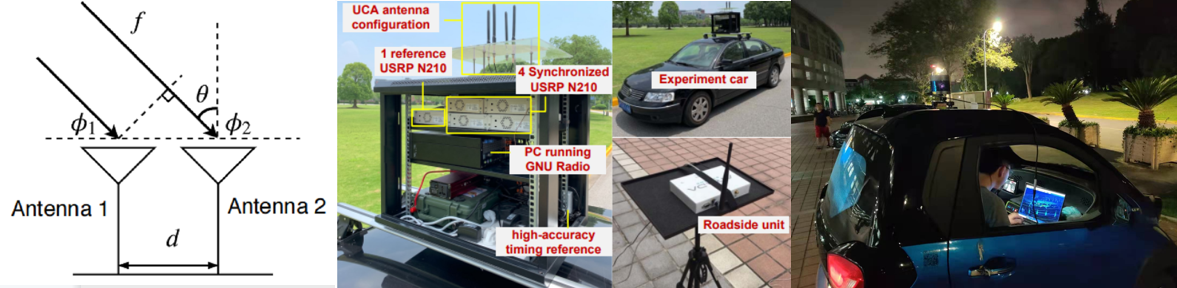 f
θ
ϕ1
ϕ2
Antenna 1
Antenna 2
d
UCA antenna
configuration
1 reference
USRP N210
4 Synchronized
USRP N210
PC running
GNU Radio
high-accuracy
timing reference
Experiment car
Roadside unit